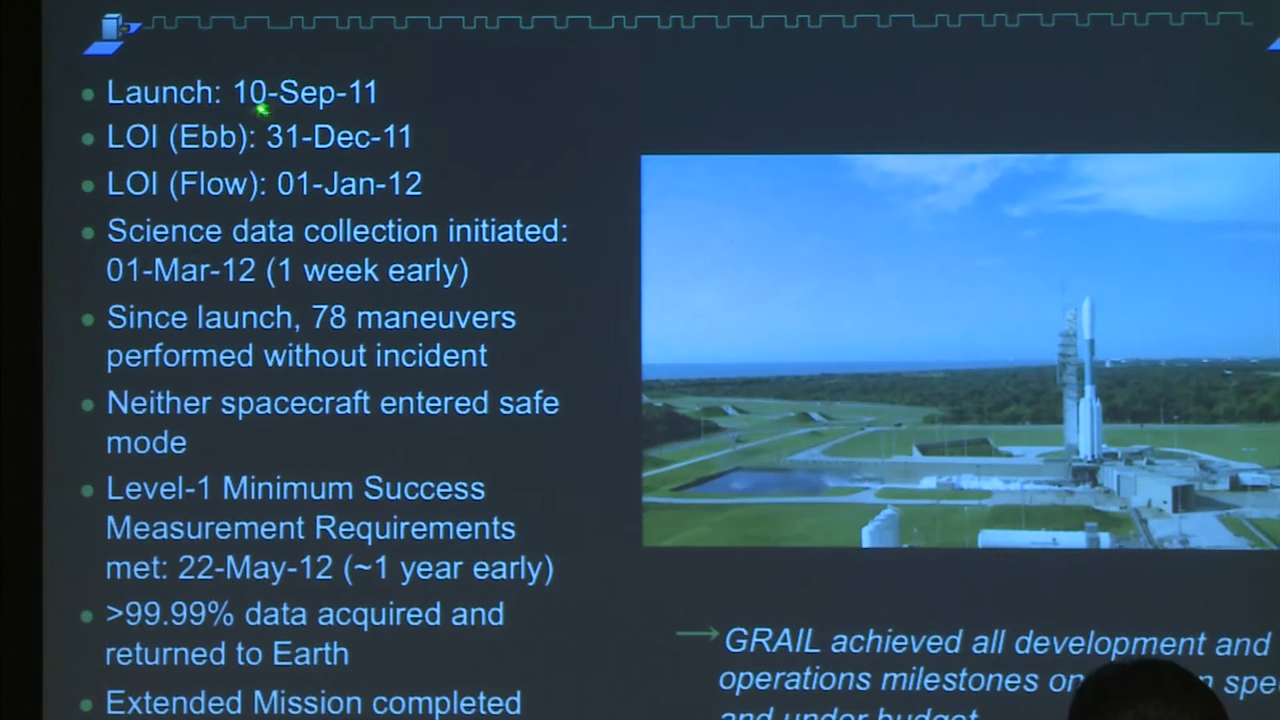 Launch: 10-Sep-11
LOI (Ebb): 31-Dec-11
LOI (Flow): 01-Jan-12
Science data collection initiated:
01-Mar-12 (1 week early)
Since launch, 78 maneuvers
performed without incident
Neither spacecraft entered safe
mode
Level-1 Minimum Success
Measurement Requirements
met: 22-May-12 (~1 year early)
>99.99% data acquired and
returned to Earth
Extended Mission completed
→ GRAIL achieved all development and
operations milestones on
and under budget